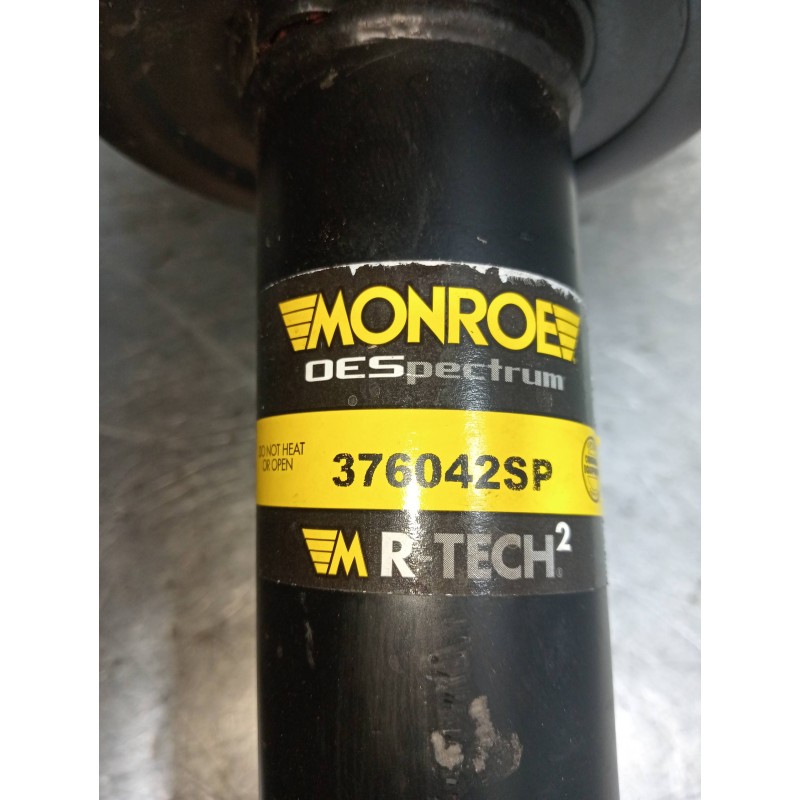 MONROE
OESpectrum
DO NOT HEAT
OR OPEN
376042SP
M R-TECH²